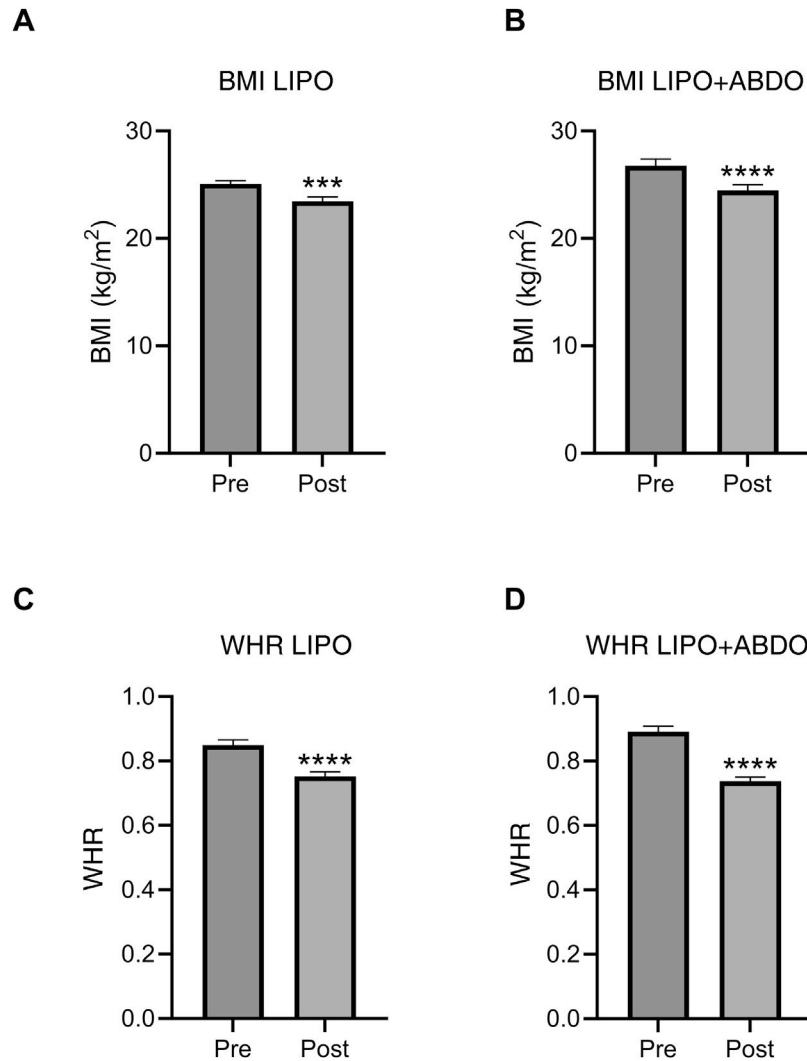 A
BMI LIPO
BMI (kg/m²)
30
20
10
0
***
Pre
Post
B
BMI LIPO+ABDO
BMI (kg/m²)
30
20
10
0
****
Pre
Post
C
WHR LIPO
WHR
1.0
0.8
0.6
0.4
0.2
0.0
****
Pre
Post
D
WHR LIPO+ABDO
WHR
1.0
0.8
0.6
0.4
0.2
0.0
****
Pre
Post